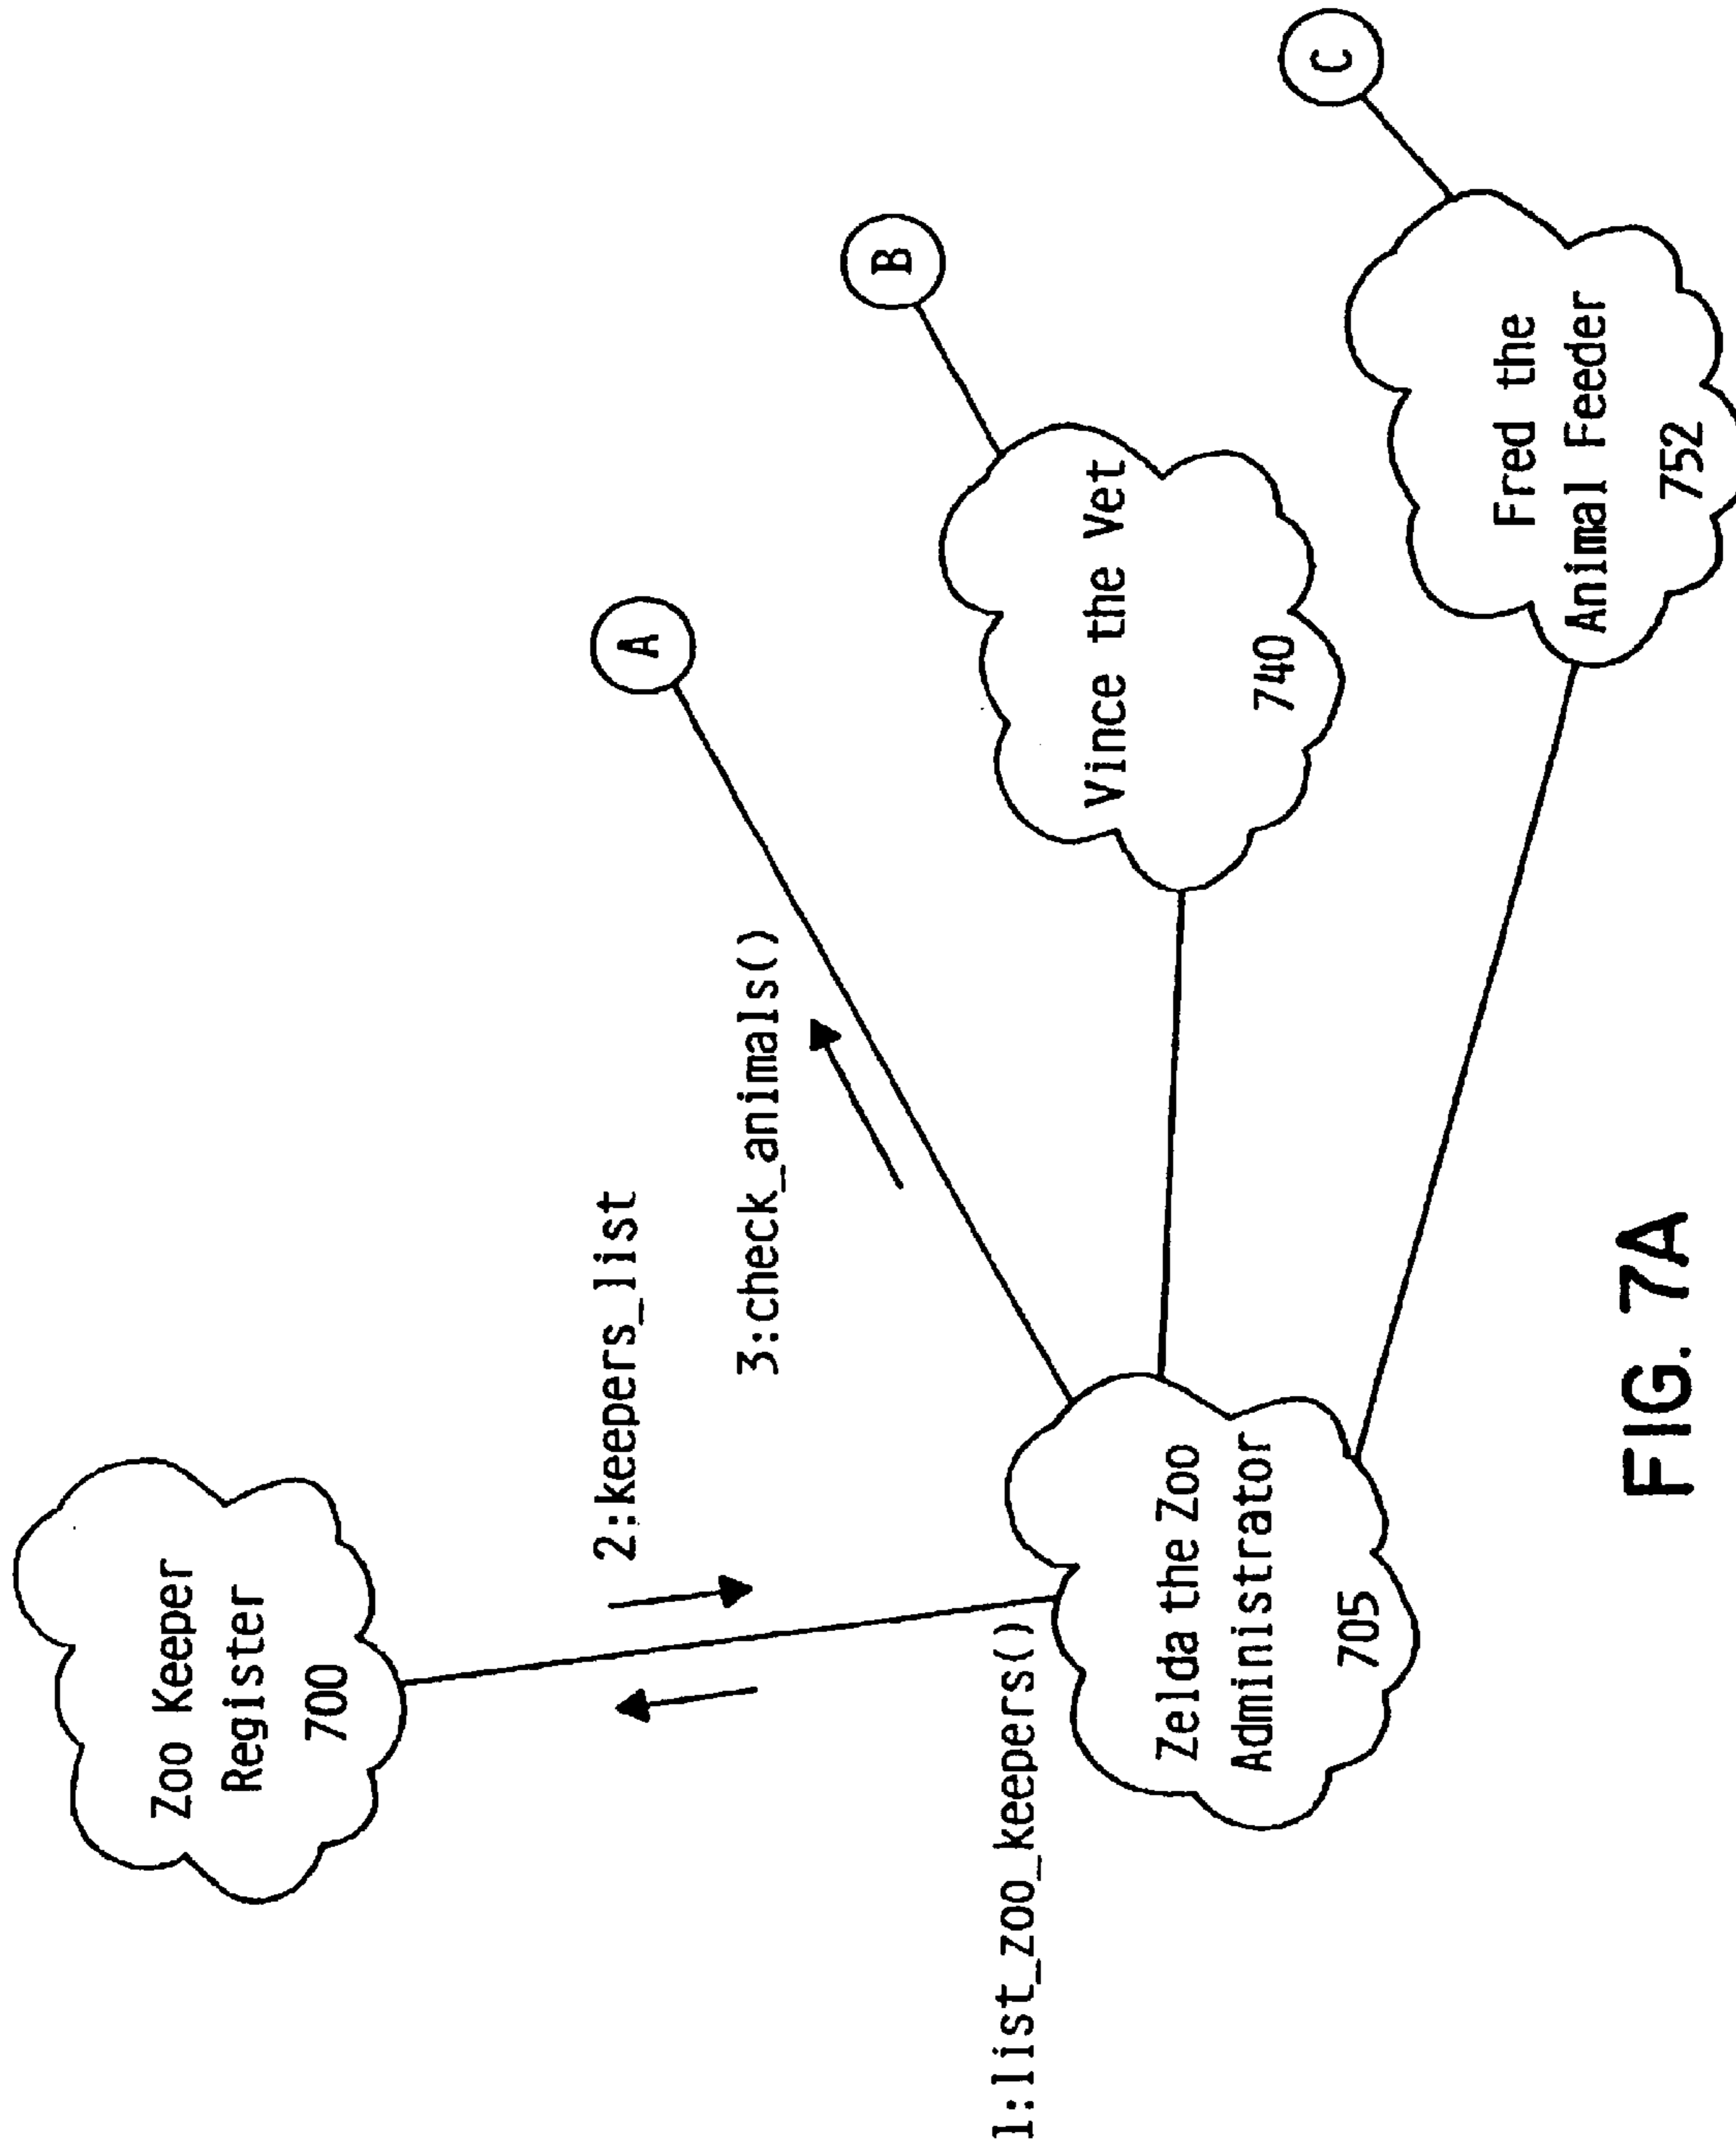 Zoo Keeper
Register
700
2:keepers_list
3:check_animals()
1:list_zoo_keepers()
Zelda the Zoo
Administrator
705
A
B
Vince the Vet
740
C
Fred the
Animal Feeder
752
FIG. 7A